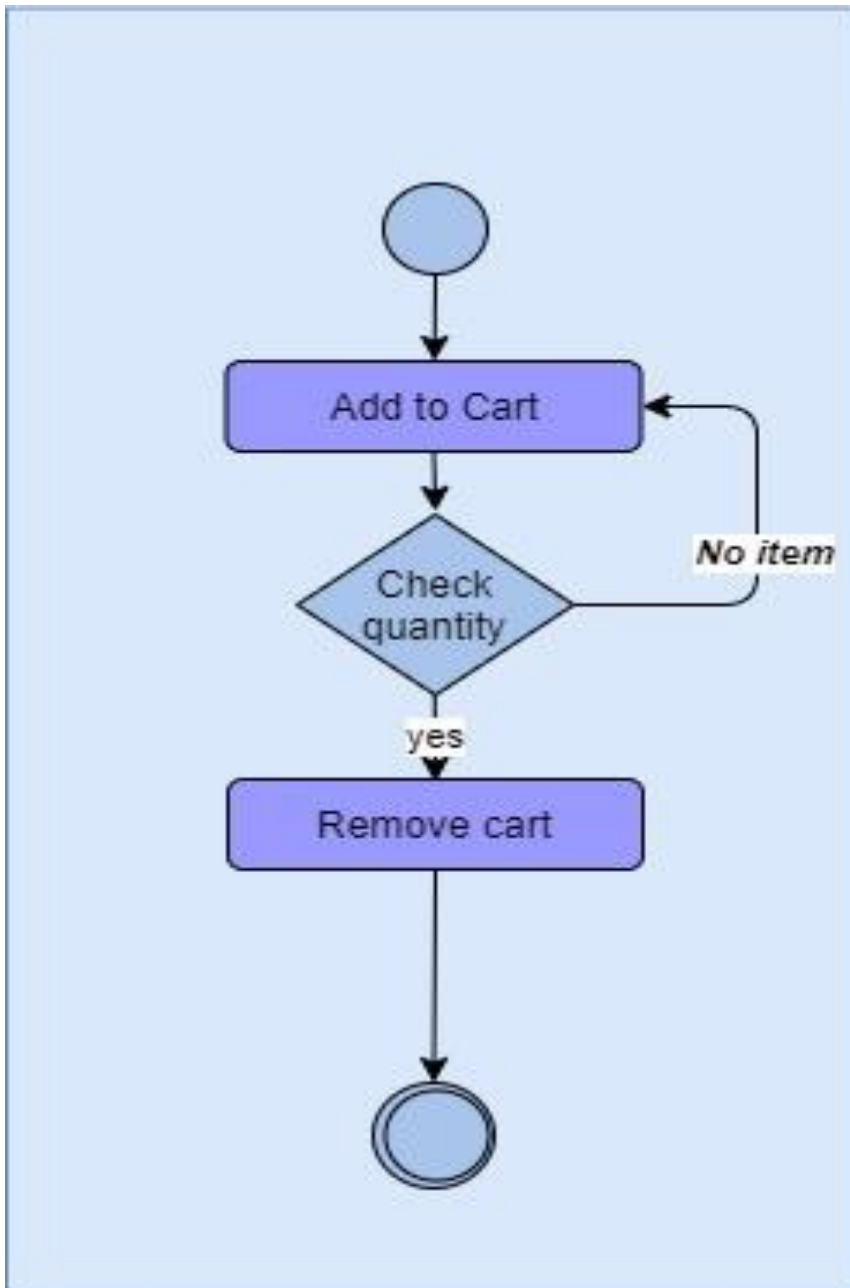 Add to Cart
Check
quantity
No item
yes
Remove cart